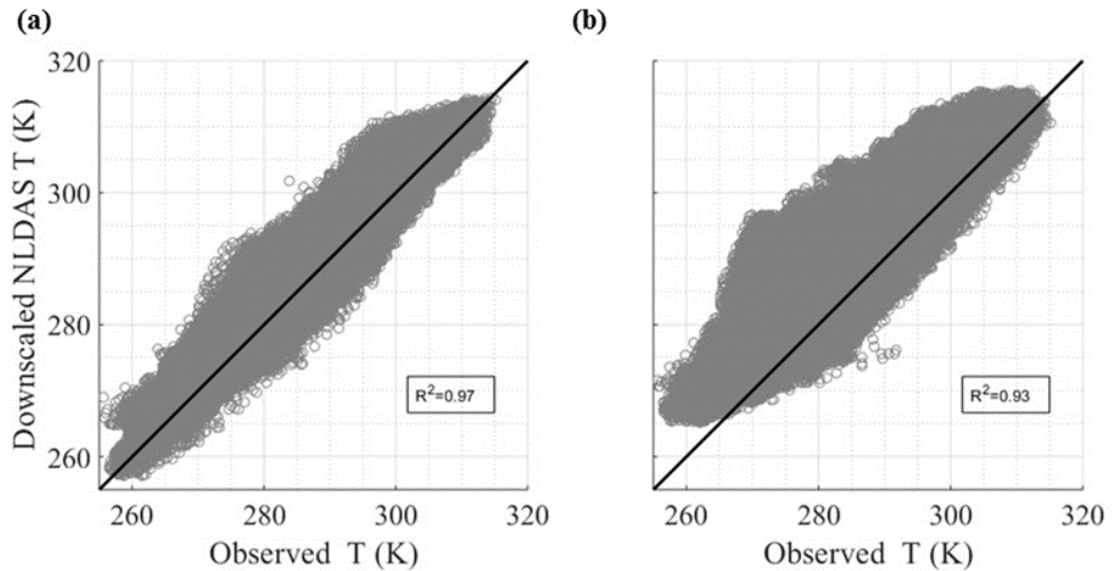 (a)
(b)
Downscaled NLDAS T (K)
320
300
280
260
R²=0.97
260 280 300 320
Observed T (K)
R²=0.93
260 280 300 320
Observed T (K)